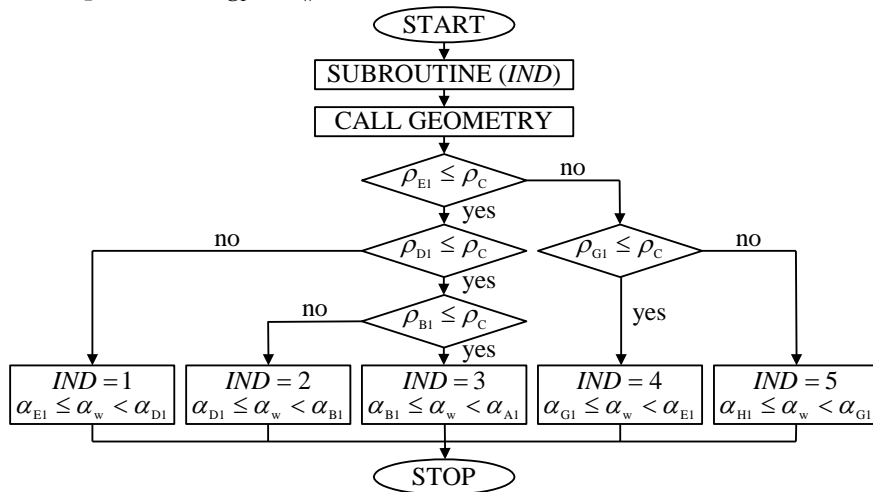 START
SUBROUTINE (IND)
CALL GEOMETRY
ρE1 ≤ ρC
no
yes
no
ρD1 ≤ ρC
ρG1 ≤ ρC
no
yes
no
ρB1 ≤ ρC
yes
yes
IND = 1
αE1 ≤ αw < αD1
IND = 2
αD1 ≤ αw < αB1
IND = 3
αB1 ≤ αw < αA1
IND = 4
αG1 ≤ αw < αE1
IND = 5
αH1 ≤ αw < αG1
STOP